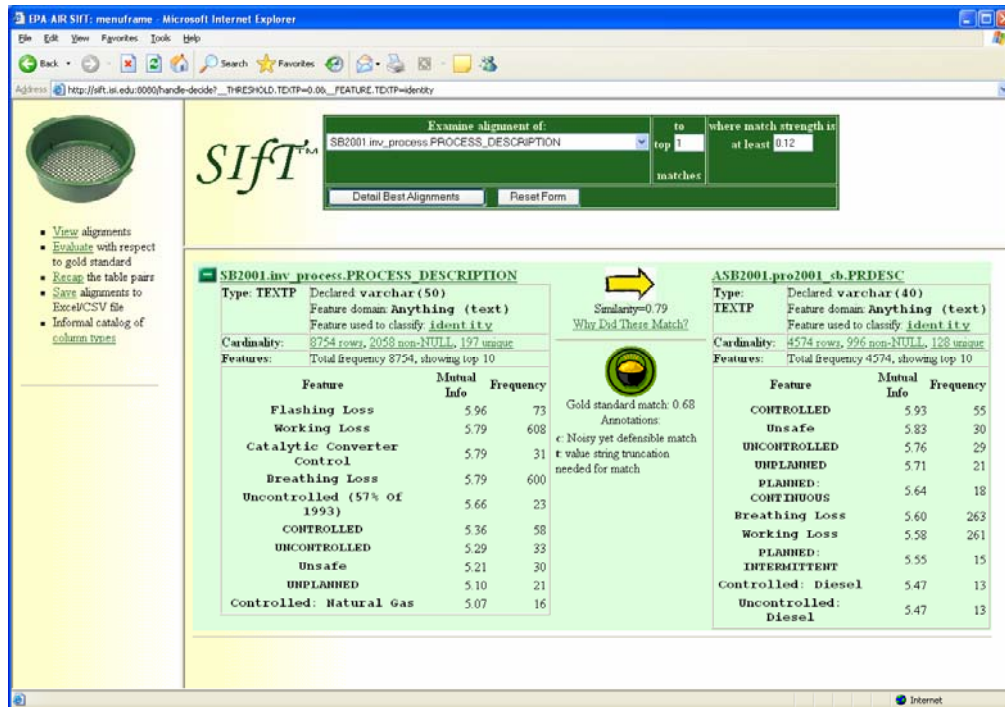 EPA AIR SIfT: menuframe - Microsoft Internet Explorer
File Edit View Favorites Tools Help
Back Search Favorites
Address http://sift.isi.edu:8080/handle-decide?__THRESHOLD.TEXTP=0.06__FEATURE.TEXTP=identity
View alignments
Evaluate with respect
to gold standard
Recap the table pairs
Save alignments to
Excel/CSV file
Informal catalog of
column types
SIfT™
Examine alignment of:
SB2001.inv_process.PROCESS_DESCRIPTION
to
top 1
matches
where match strength is
at least 0.12
Detail Best Alignments Reset Form
SB2001.inv_process.PROCESS_DESCRIPTION
Type: TEXTP Declared: varchar(50)
Feature domain: Anything (text)
Feature used to classify: identity
Cardinality: 8754 rows, 2058 non-NULL, 197 unique
Features: Total frequency 8754, showing top 10
Feature Mutual Info Frequency
Flashing Loss 5.96 73
Working Loss 5.79 608
Catalytic Converter Control 5.79 31
Breathing Loss 5.79 600
Uncontrolled (57% Of 1993) 5.66 23
CONTROLLED 5.36 58
UNCONTROLLED 5.29 33
Unsafe 5.21 30
UNPLANNED 5.10 21
Controlled: Natural Gas 5.07 16
Similarity=0.79
Why Did These Match?
Gold standard match: 0.68
Annotations:
c: Noisy yet defensible match
t: value string truncation
needed for match
ASB2001.pro2001_sb.PRDESC
Type: TEXTP Declared: varchar(40)
Feature domain: Anything (text)
Feature used to classify: identity
Cardinality: 4574 rows, 996 non-NULL, 128 unique
Features: Total frequency 4574, showing top 10
Feature Mutual Info Frequency
CONTROLLED 5.93 55
Unsafe 5.83 30
UNCONTROLLED 5.76 29
UNPLANNED 5.71 21
PLANNED: CONTINUOUS 5.64 18
Breathing Loss 5.60 263
Working Loss 5.58 261
PLANNED: INTERMITTENT 5.55 15
Controlled: Diesel 5.47 13
Uncontrolled: Diesel 5.47 13
Internet